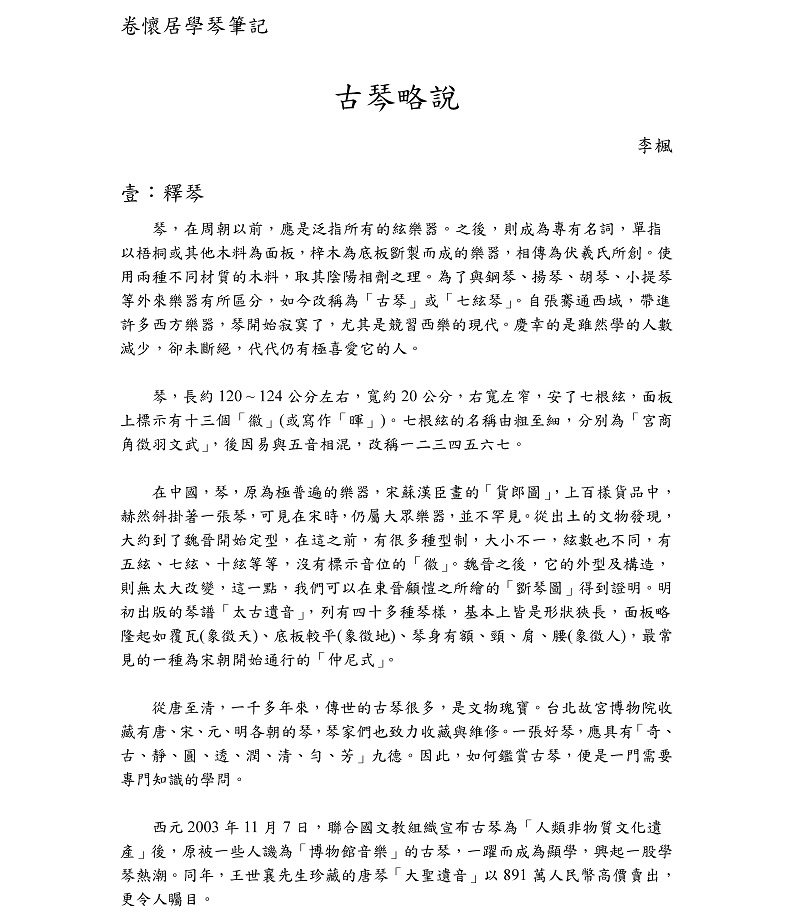 卷懷居學琴筆記
古琴略說
李楓
壹：釋琴
琴，在周朝以前，應是泛指所有的絃樂器。之後，則成為專有名詞，單指
以梧桐或其他木料為面板，梓木為底板斲製而成的樂器，相傳為伏羲氏所創。使
用兩種不同材質的木料，取其陰陽相劑之理。為了與鋼琴、揚琴、胡琴、小提琴
等外來樂器有所區分，如今改稱為「古琴」或「七絃琴」。自張騫通西域，帶進
許多西方樂器，琴開始寂寞了，尤其是競習西樂的現代。慶幸的是雖然學的人數
減少，卻未斷絕，代代仍有極喜愛它的人。
琴，長約 120 ~ 124 公分左右，寬約 20 公分，右寬左窄，安了七根絃，面板
上標示有十三個「徽」(或寫作「暉」)。七根絃的名稱由粗至細，分別為「宮商
角徵羽文武」，後因易與五音相混，改稱一二三四五六七。
在中國，琴，原為極普遍的樂器，宋蘇漢臣畫的「貨郎圖」，上百樣貨品中，
赫然斜掛著一張琴，可見在宋時，仍屬大眾樂器，並不罕見。從出土的文物發現，
大約到了魏晉開始定型，在這之前，有很多種型制，大小不一，絃數也不同，有
五絃、七絃、十絃等等，沒有標示音位的「徽」。魏晉之後，它的外型及構造，
則無太大改變，這一點，我們可以在東晉顧愷之所繪的「斲琴圖」得到證明。明
初出版的琴譜「太古遺音」，列有四十多種琴樣，基本上皆是形狀狹長，面板略
隆起如覆瓦(象徵天)、底板較平(象徵地)、琴身有額、頸、肩、腰(象徵人)，最常
見的一種為宋朝開始通行的「仲尼式」。
從唐至清，一千多年來，傳世的古琴很多，是文物瑰寶。台北故宮博物院收
藏有唐、宋、元、明各朝的琴，琴家們也致力收藏與維修。一張好琴，應具有「奇、
古、靜、圓、透、潤、清、勻、芳」九德。因此，如何鑑賞古琴，便是一門需要
專門知識的學問。
西元 2003 年 11 月 7 日，聯合國文教組織宣布古琴為「人類非物質文化遺
產」後，原被一些人譏為「博物館音樂」的古琴，一躍而成為顯學，興起一股學
琴熱潮。同年，王世襄先生珍藏的唐琴「大聖遺音」以 891 萬人民幣高價賣出，
更令人矚目。